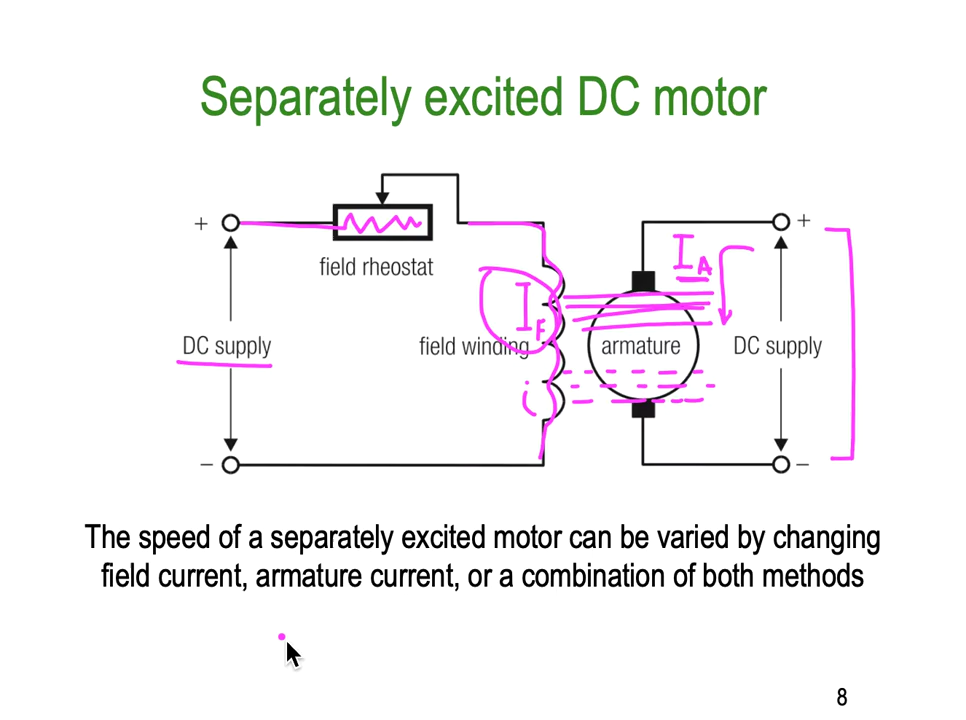 Separately excited DC motor
+
field rheostat
+
I_A
I_F
DC supply
field winding
armature
DC supply
i
−
−
The speed of a separately excited motor can be varied by changing
field current, armature current, or a combination of both methods
8